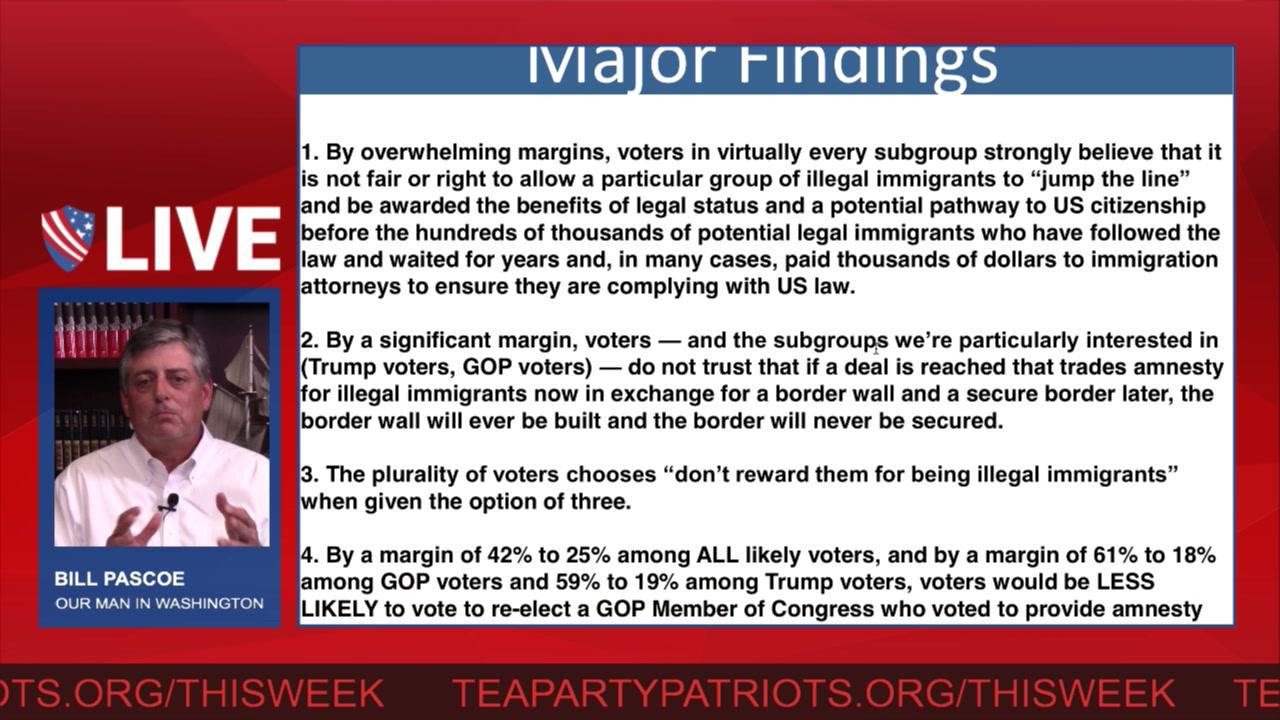 Major Findings
1. By overwhelming margins, voters in virtually every subgroup strongly believe that it
is not fair or right to allow a particular group of illegal immigrants to “jump the line”
and be awarded the benefits of legal status and a potential pathway to US citizenship
before the hundreds of thousands of potential legal immigrants who have followed the
law and waited for years and, in many cases, paid thousands of dollars to immigration
attorneys to ensure they are complying with US law.
2. By a significant margin, voters — and the subgroups we’re particularly interested in
(Trump voters, GOP voters) — do not trust that if a deal is reached that trades amnesty
for illegal immigrants now in exchange for a border wall and a secure border later, the
border wall will ever be built and the border will never be secured.
3. The plurality of voters chooses “don’t reward them for being illegal immigrants”
when given the option of three.
4. By a margin of 42% to 25% among ALL likely voters, and by a margin of 61% to 18%
among GOP voters and 59% to 19% among Trump voters, voters would be LESS
LIKELY to vote to re-elect a GOP Member of Congress who voted to provide amnesty
LIVE
BILL PASCOE
OUR MAN IN WASHINGTON
OTS.ORG/THISWEEK TEAPARTYPATRIOTS.ORG/THISWEEK TE